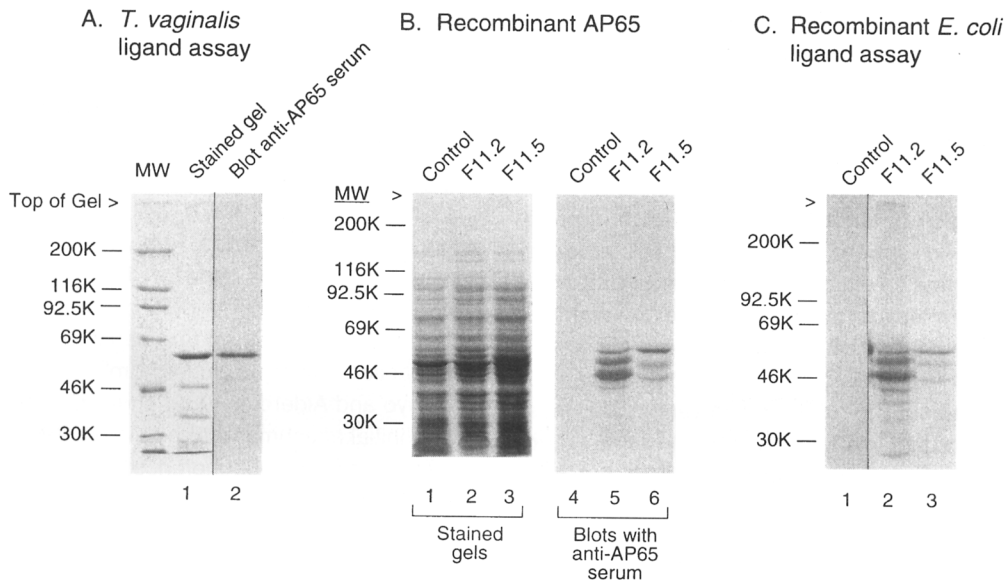 A. T. vaginalis
ligand assay
Stained gel
Blot anti-AP65 serum
MW
Top of Gel >
200K
116K
92.5K
69K
46K
30K
1 2
B. Recombinant AP65
Control
F11.2
F11.5
Control
F11.2
F11.5
MW >
200K
116K
92.5K
69K
46K
30K
1 2 3 4 5 6
Stained
gels
Blots with
anti-AP65
serum
C. Recombinant E. coli
ligand assay
Control
F11.2
F11.5
>
200K
92.5K
69K
46K
30K
1 2 3